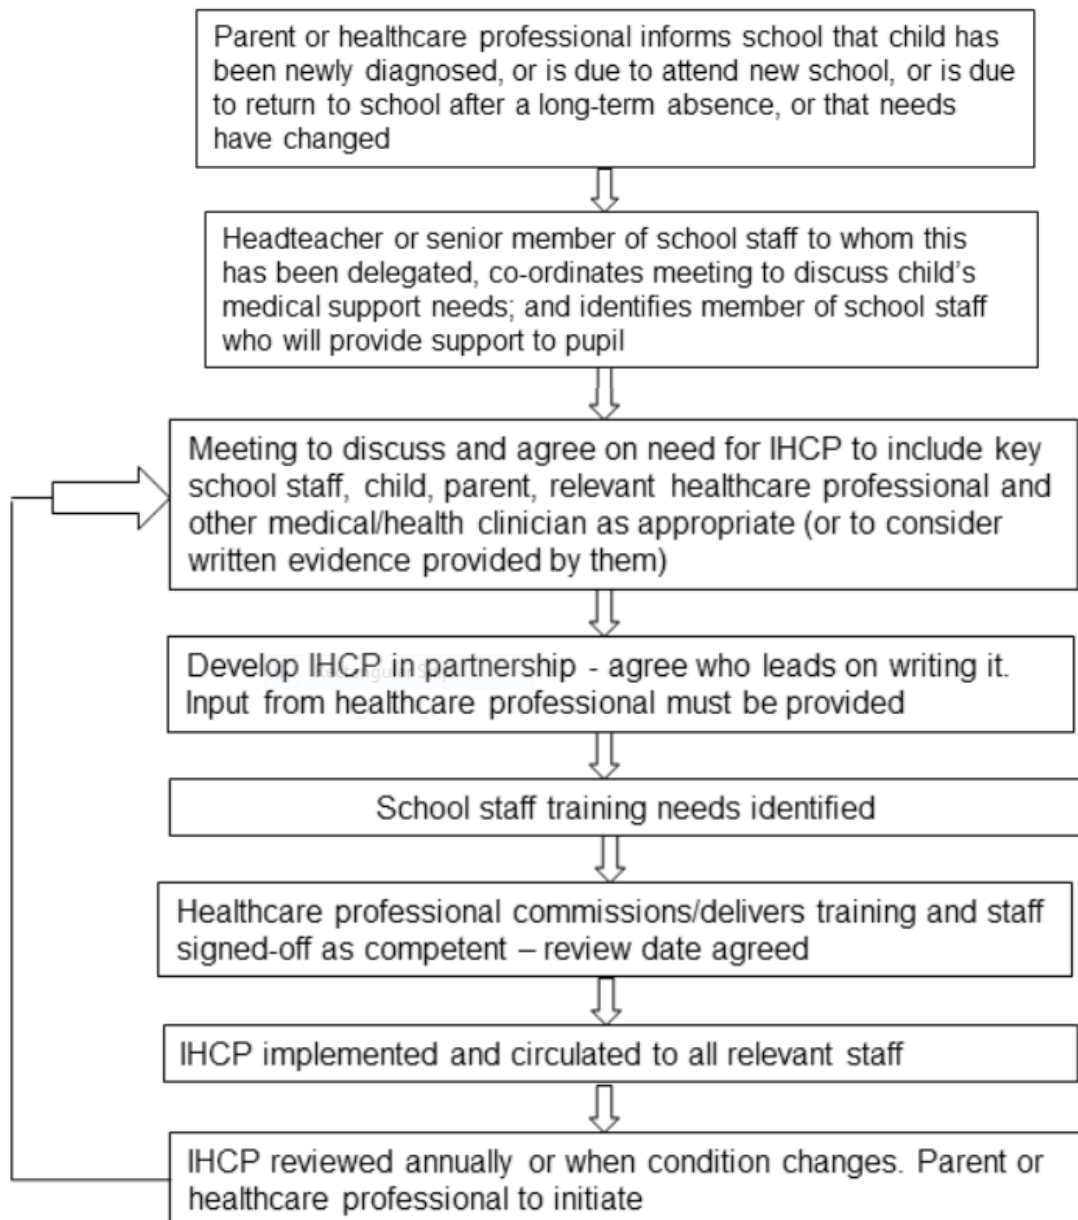 Parent or healthcare professional informs school that child has
been newly diagnosed, or is due to attend new school, or is due
to return to school after a long-term absence, or that needs
have changed
Headteacher or senior member of school staff to whom this
has been delegated, co-ordinates meeting to discuss child's
medical support needs; and identifies member of school staff
who will provide support to pupil
Meeting to discuss and agree on need for IHCP to include key
school staff, child, parent, relevant healthcare professional and
other medical/health clinician as appropriate (or to consider
written evidence provided by them)
Develop IHCP in partnership - agree who leads on writing it.
Input from healthcare professional must be provided
School staff training needs identified
Healthcare professional commissions/delivers training and staff
signed-off as competent – review date agreed
IHCP implemented and circulated to all relevant staff
IHCP reviewed annually or when condition changes. Parent or
healthcare professional to initiate